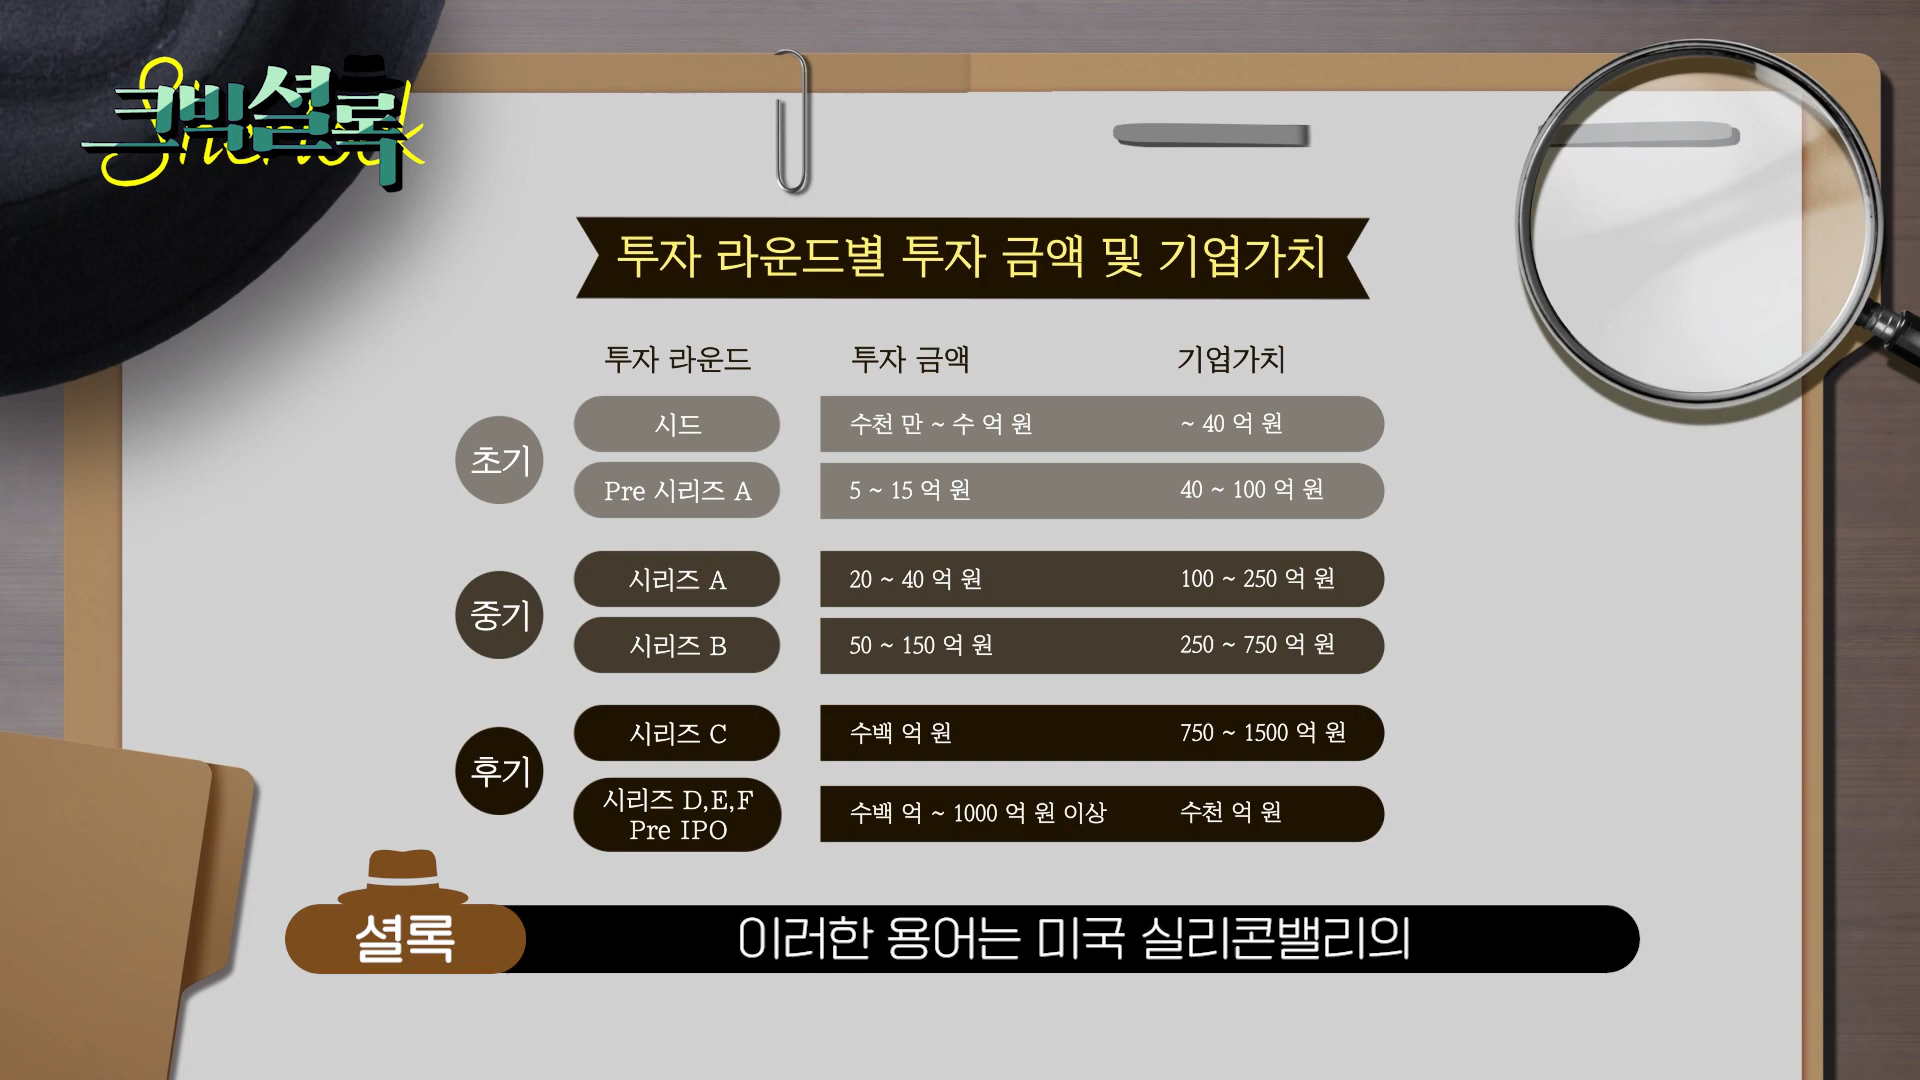 크빅셜록
Sherlock
투자 라운드별 투자 금액 및 기업가치
투자 라운드 투자 금액 기업가치
초기
시드 수천 만 ~ 수 억 원 ~ 40 억 원
Pre 시리즈 A 5 ~ 15 억 원 40 ~ 100 억 원
중기
시리즈 A 20 ~ 40 억 원 100 ~ 250 억 원
시리즈 B 50 ~ 150 억 원 250 ~ 750 억 원
후기
시리즈 C 수백 억 원 750 ~ 1500 억 원
시리즈 D,E,F
Pre IPO 수백 억 ~ 1000 억 원 이상 수천 억 원
셜록 이러한 용어는 미국 실리콘밸리의